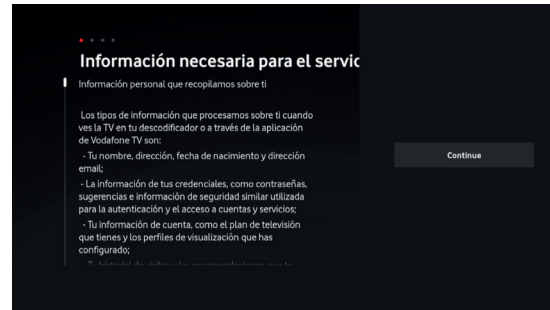 Información necesaria para el servic
Información personal que recopilamos sobre ti
Los tipos de información que procesamos sobre ti cuando
ves la TV en tu descodificador o a través de la aplicación
de Vodafone TV son:
- Tu nombre, dirección, fecha de nacimiento y dirección
email;
- La información de tus credenciales, como contraseñas,
sugerencias e información de seguridad similar utilizada
para la autenticación y el acceso a cuentas y servicios;
- Tu información de cuenta, como el plan de televisión
que tienes y los perfiles de visualización que has
configurado;
Continue